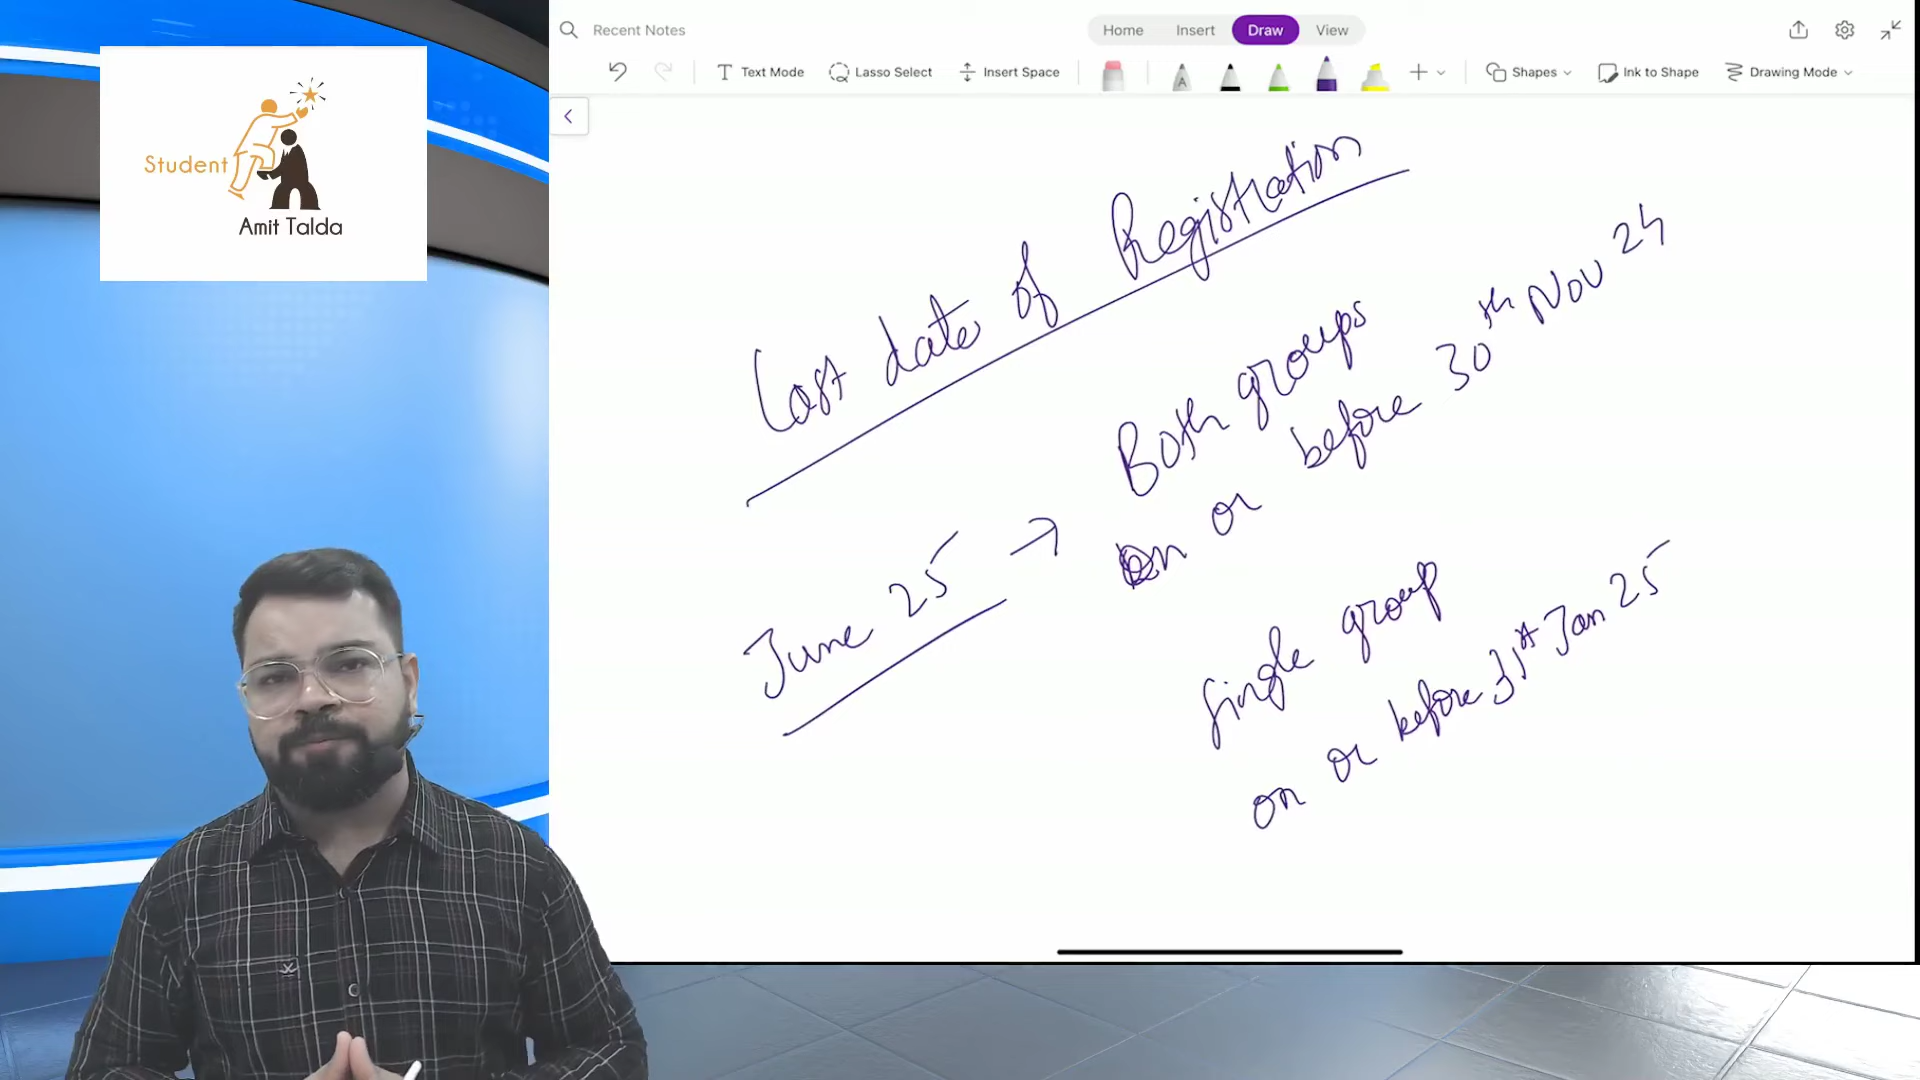 Student
Amit Talda
Recent Notes
Home Insert Draw View
Text Mode Lasso Select Insert Space Shapes Ink to Shape Drawing Mode
Last date of Registration
June 25 → Both groups
on or before 30th Nov 24
Single group
on or before 31st Jan 25